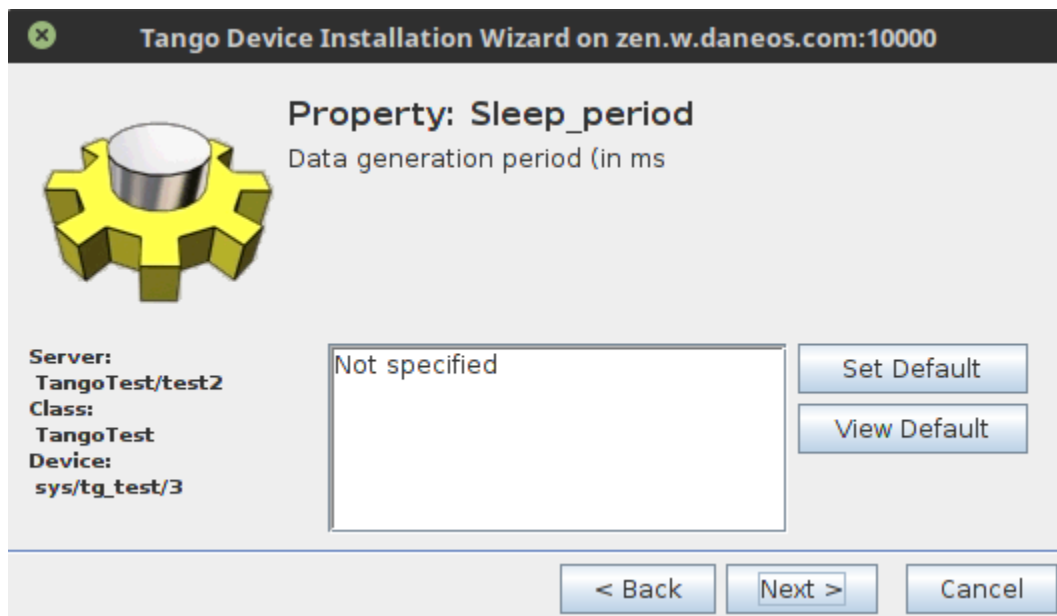 Tango Device Installation Wizard on zen.w.daneos.com:10000
Property: Sleep_period
Data generation period (in ms
Server:
TangoTest/test2
Class:
TangoTest
Device:
sys/tg_test/3
Not specified
Set Default
View Default
< Back
Next >
Cancel